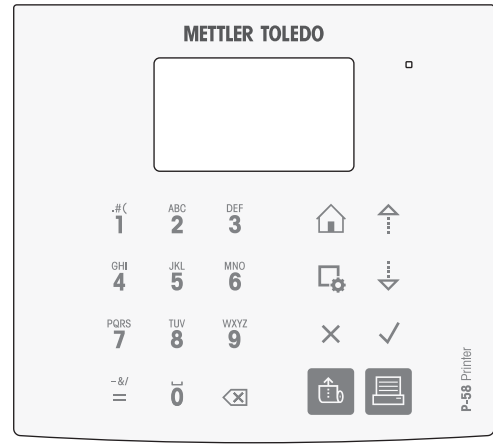 METTLER TOLEDO
.#( ABC DEF
1 2 3
GHI JKL MNO
4 5 6
PQRS TUV WXYZ
7 8 9
-&/ ⎵
= 0
P-58 Printer